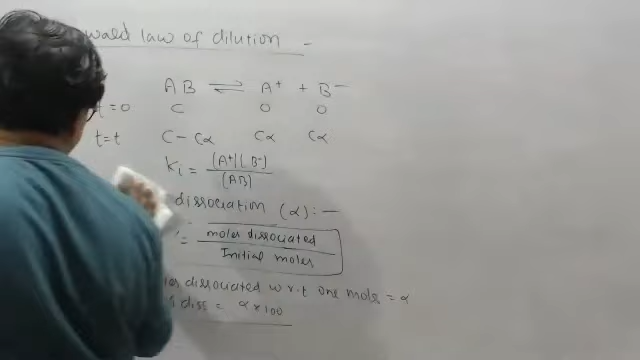 wald law of dilution -
AB ⇌ A⁺ + B⁻
t=0 C 0 0
t=t C-Cα Cα Cα
Ki = [A⁺][B⁻] / [AB]
dissociation (α) :-
= moles dissociated / Initial moles
dissociated w.r.t one mole = α
diss = α × 100